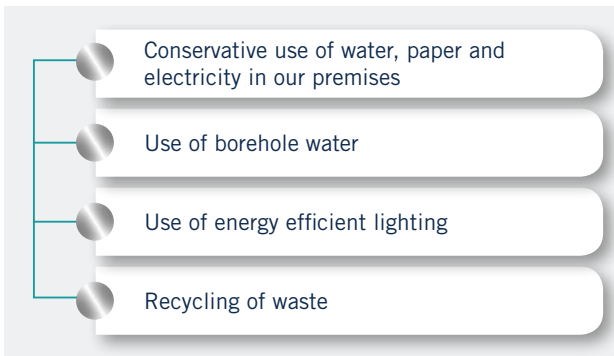 Conservative use of water, paper and
electricity in our premises
Use of borehole water
Use of energy efficient lighting
Recycling of waste